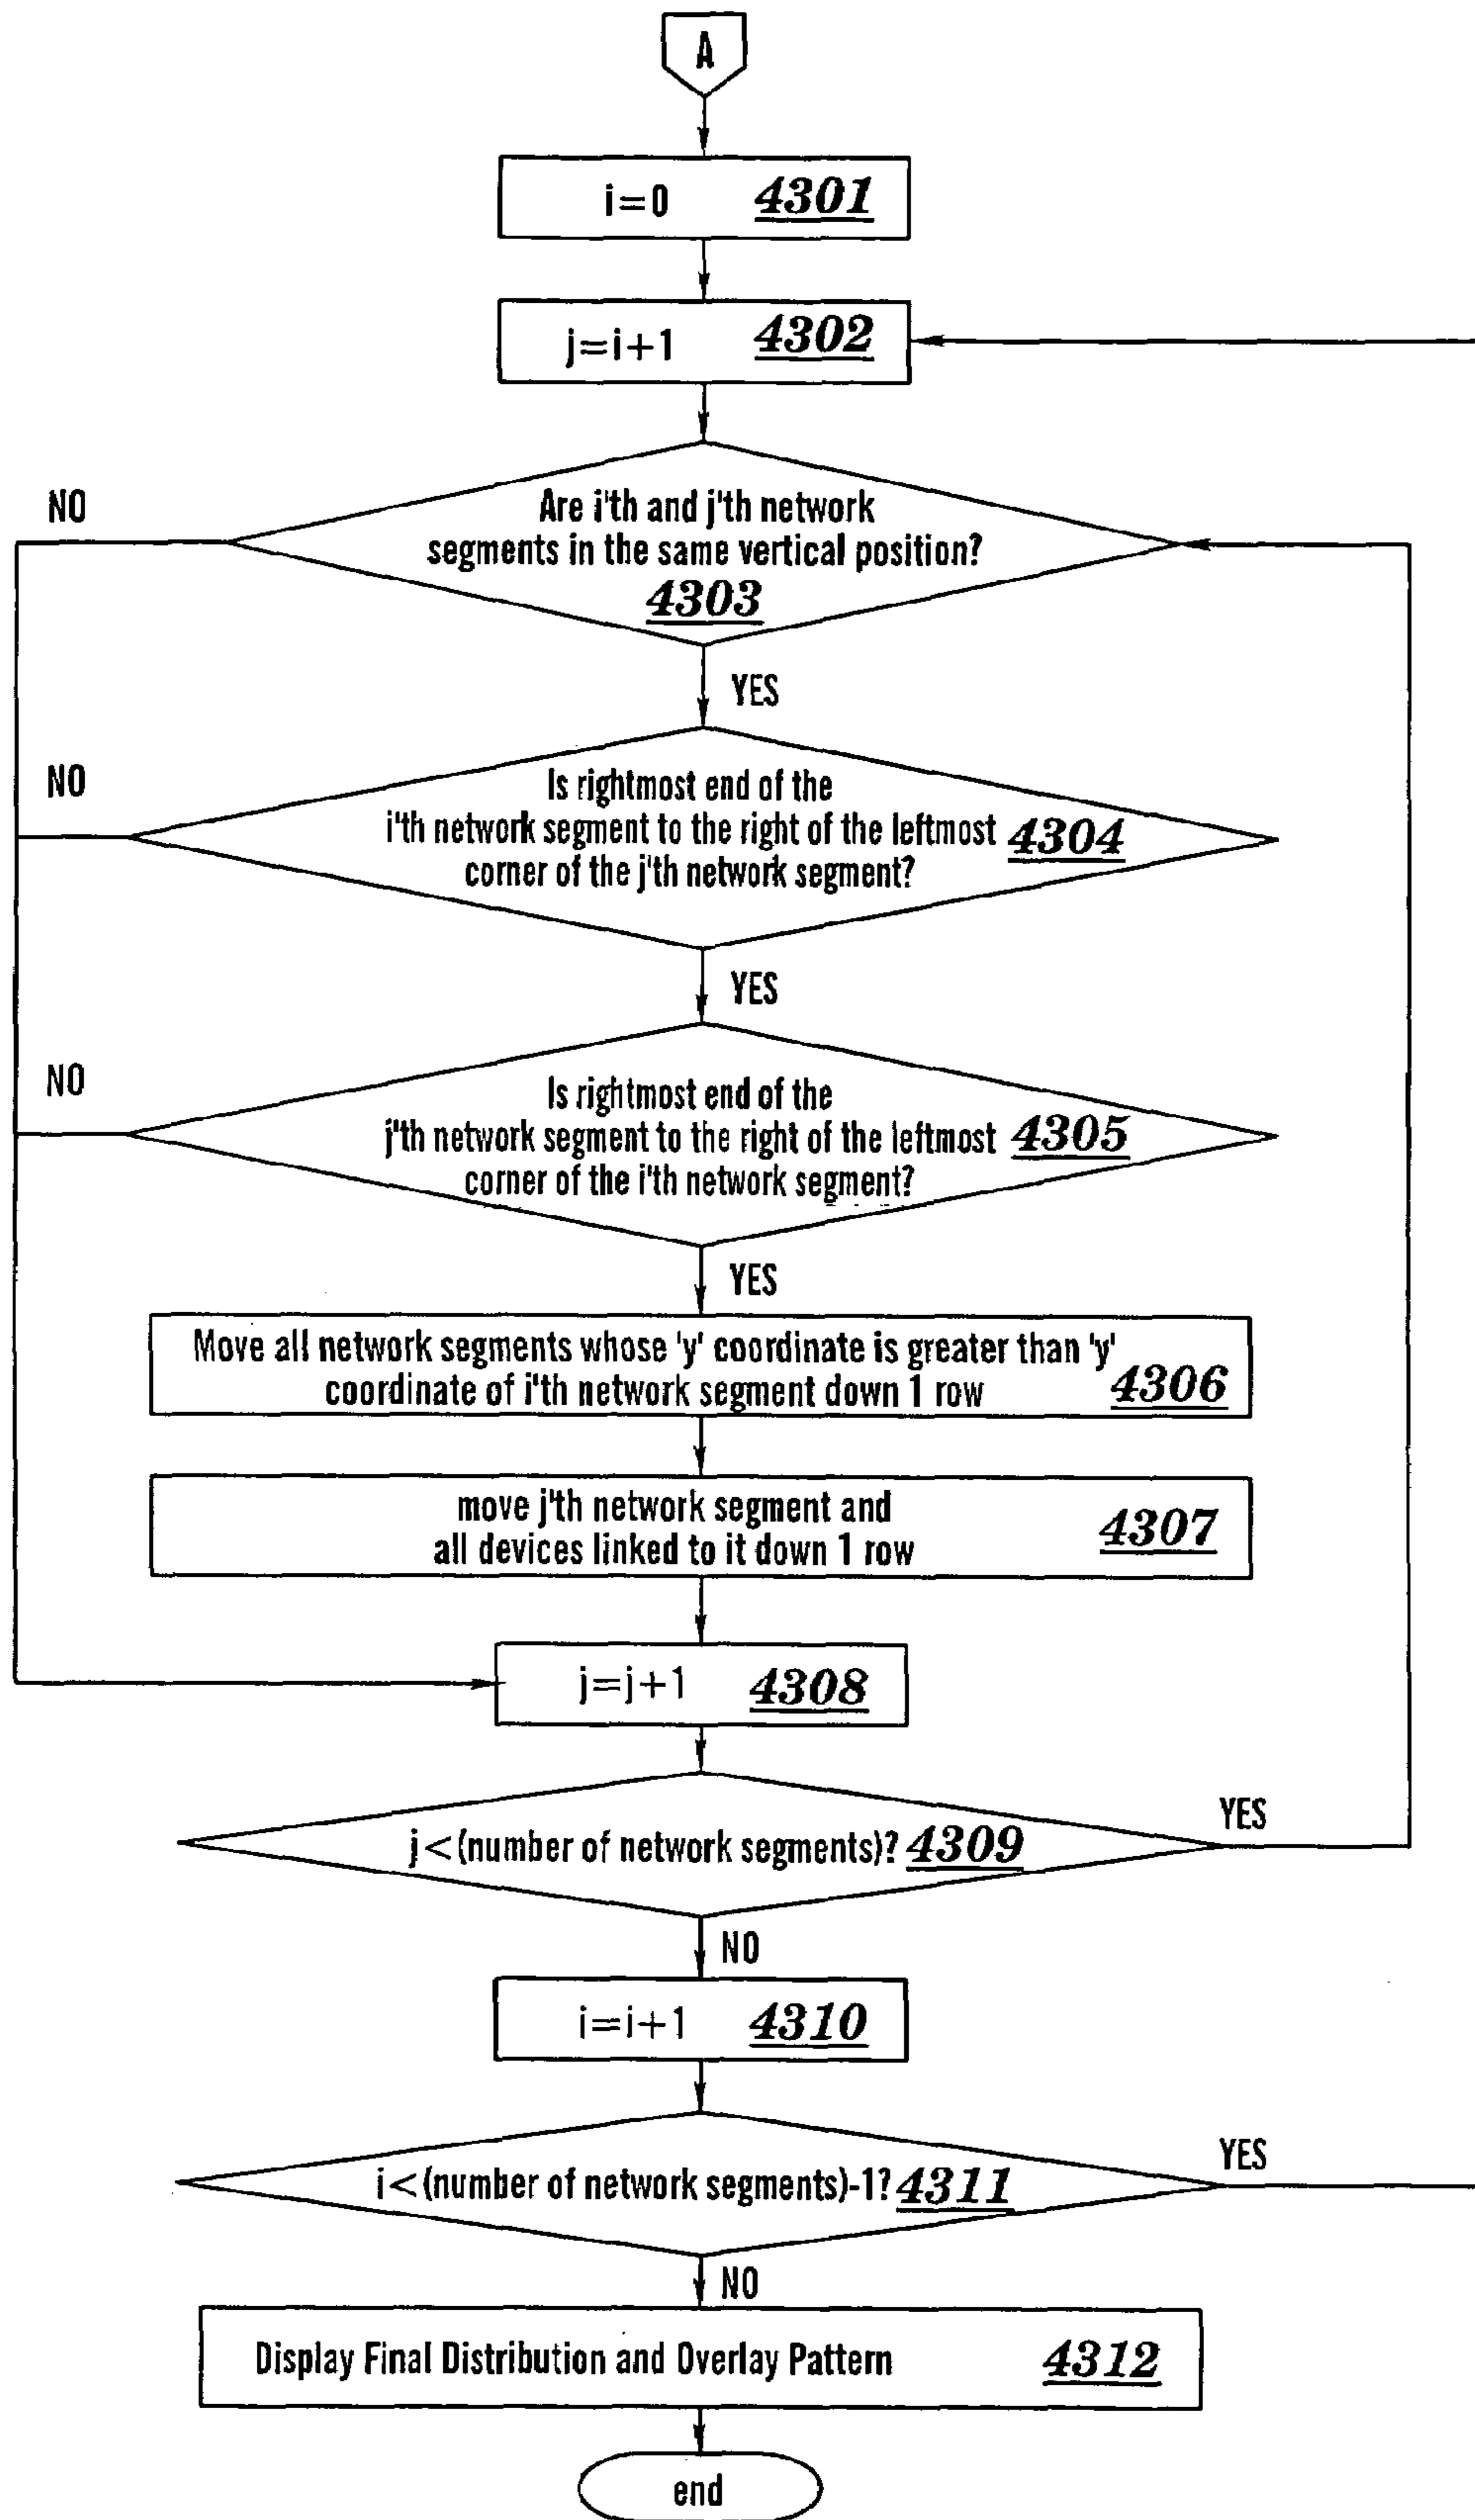 A
i=0 4301
j=i+1 4302
NO
Are i'th and j'th network
segments in the same vertical position?
4303
YES
NO
Is rightmost end of the
i'th network segment to the right of the leftmost 4304
corner of the j'th network segment?
YES
NO
Is rightmost end of the
j'th network segment to the right of the leftmost 4305
corner of the i'th network segment?
YES
Move all network segments whose 'y' coordinate is greater than 'y'
coordinate of i'th network segment down 1 row 4306
move j'th network segment and
all devices linked to it down 1 row 4307
j=j+1 4308
j<(number of network segments)? 4309
YES
NO
i=i+1 4310
i<(number of network segments)-1? 4311
YES
NO
Display Final Distribution and Overlay Pattern 4312
end